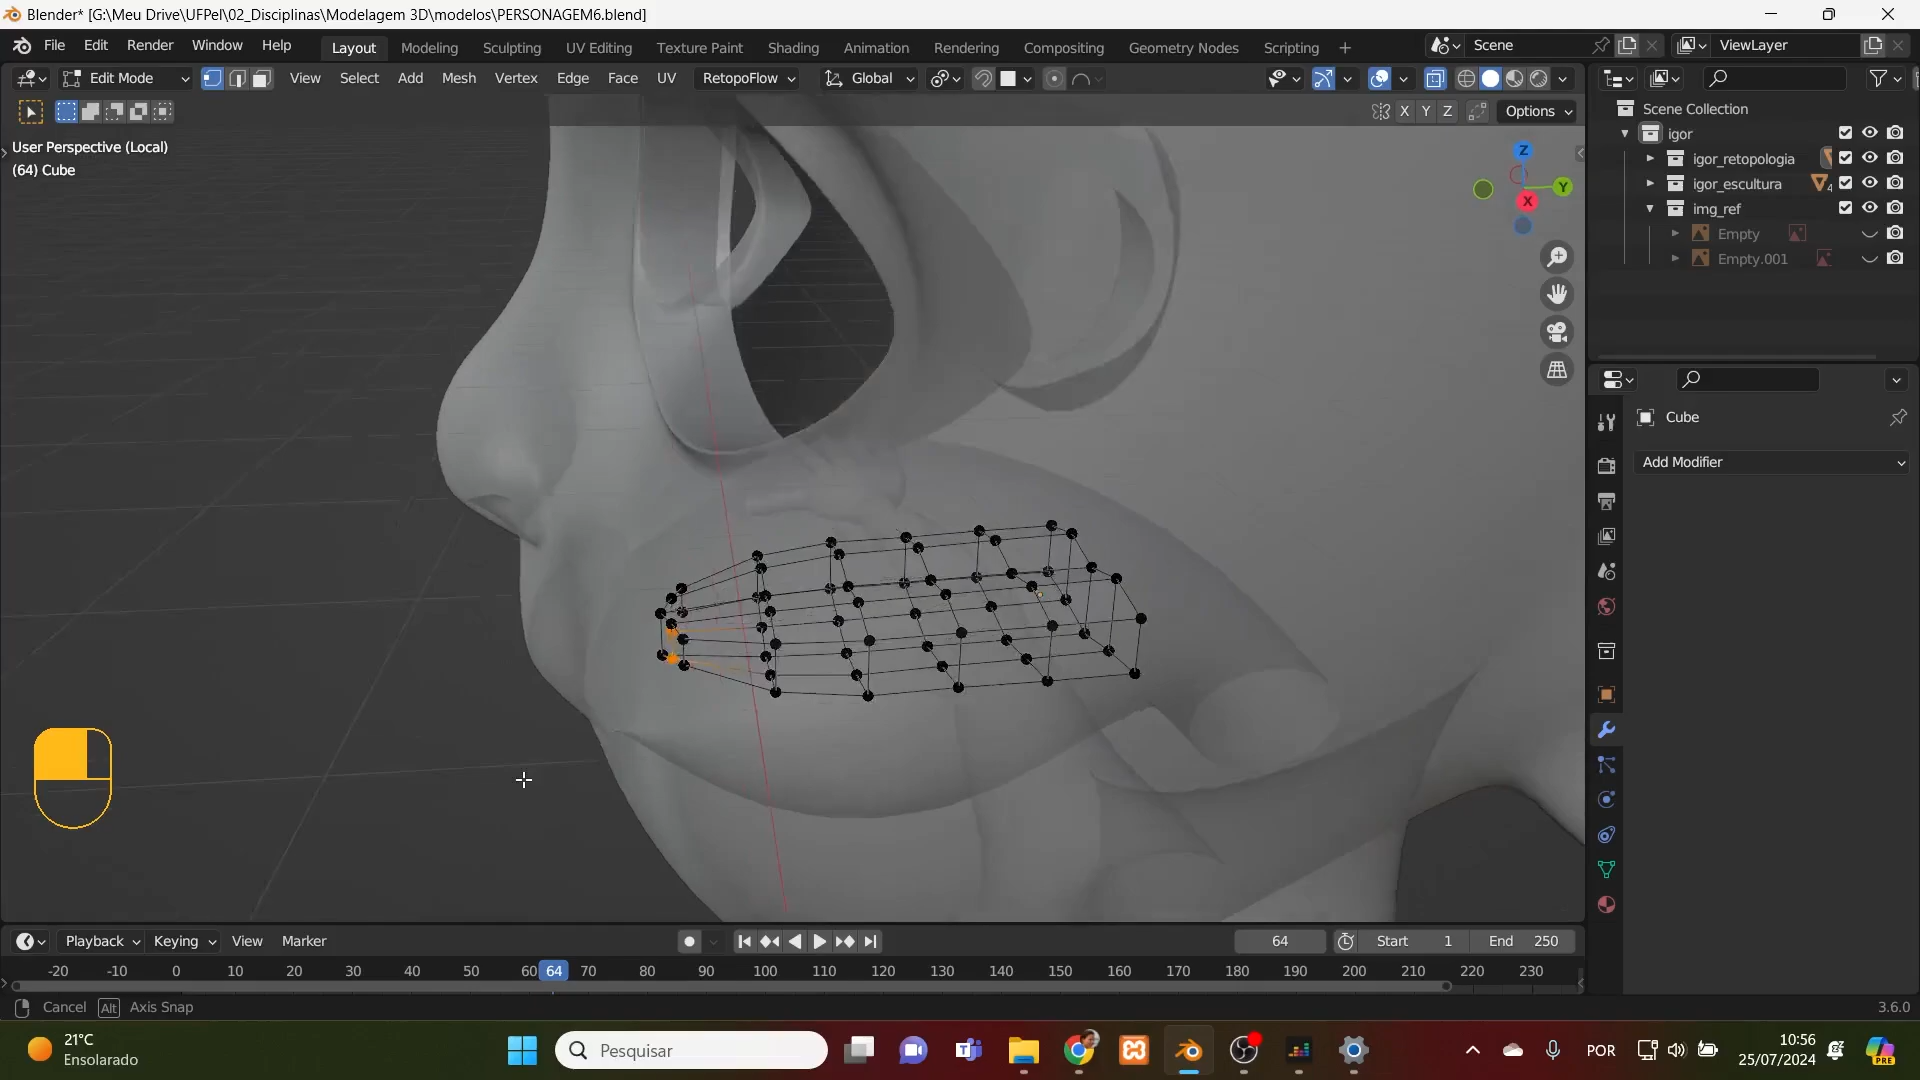 Blender* [G:\Meu Drive\UFPel\02_Disciplinas\Modelagem 3D\modelos\PERSONAGEM6.blend]
File Edit Render Window Help Layout Modeling Sculpting UV Editing Texture Paint Shading Animation Rendering Compositing Geometry Nodes Scripting + Scene ViewLayer
Edit Mode View Select Add Mesh Vertex Edge Face UV RetopoFlow Global
X Y Z Options
User Perspective (Local)
(64) Cube
Z
Y
X
Scene Collection
igor
igor_retopologia
igor_escultura 4
img_ref
Empty
Empty.001
Cube
Add Modifier
Playback Keying View Marker 64 Start 1 End 250
-20 -10 0 10 20 30 40 50 60 64 70 80 90 100 110 120 130 140 150 160 170 180 190 200 210 220 230
Cancel Alt Axis Snap 3.6.0
21°C
Ensolarado
Pesquisar
POR
10:56
25/07/2024
PRE